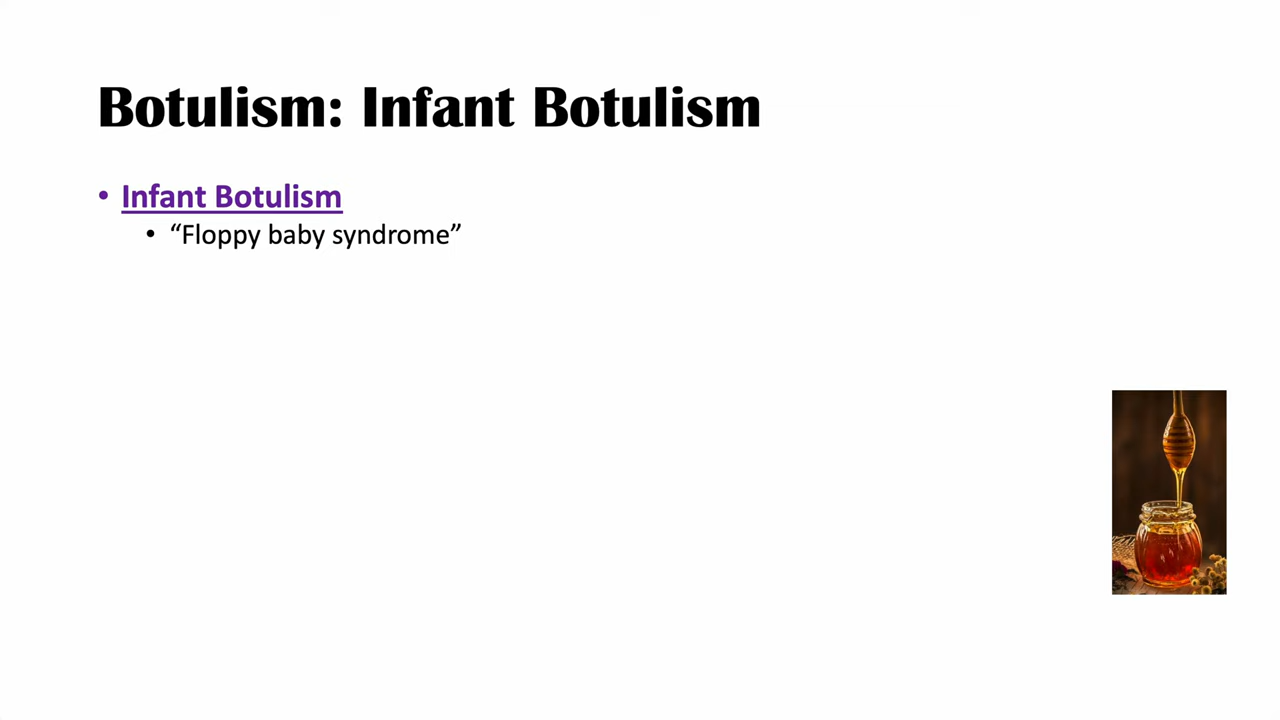 Botulism: Infant Botulism
• Infant Botulism
• “Floppy baby syndrome”